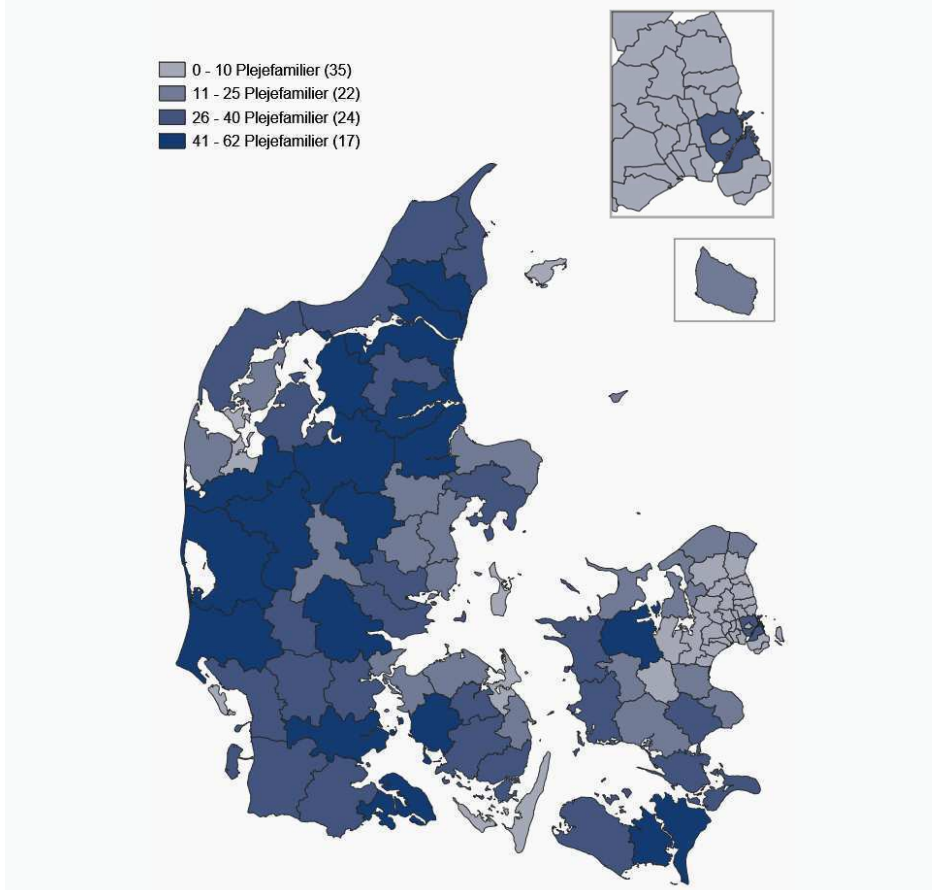 0 - 10 Plejefamilier (35)
11 - 25 Plejefamilier (22)
26 - 40 Plejefamilier (24)
41 - 62 Plejefamilier (17)